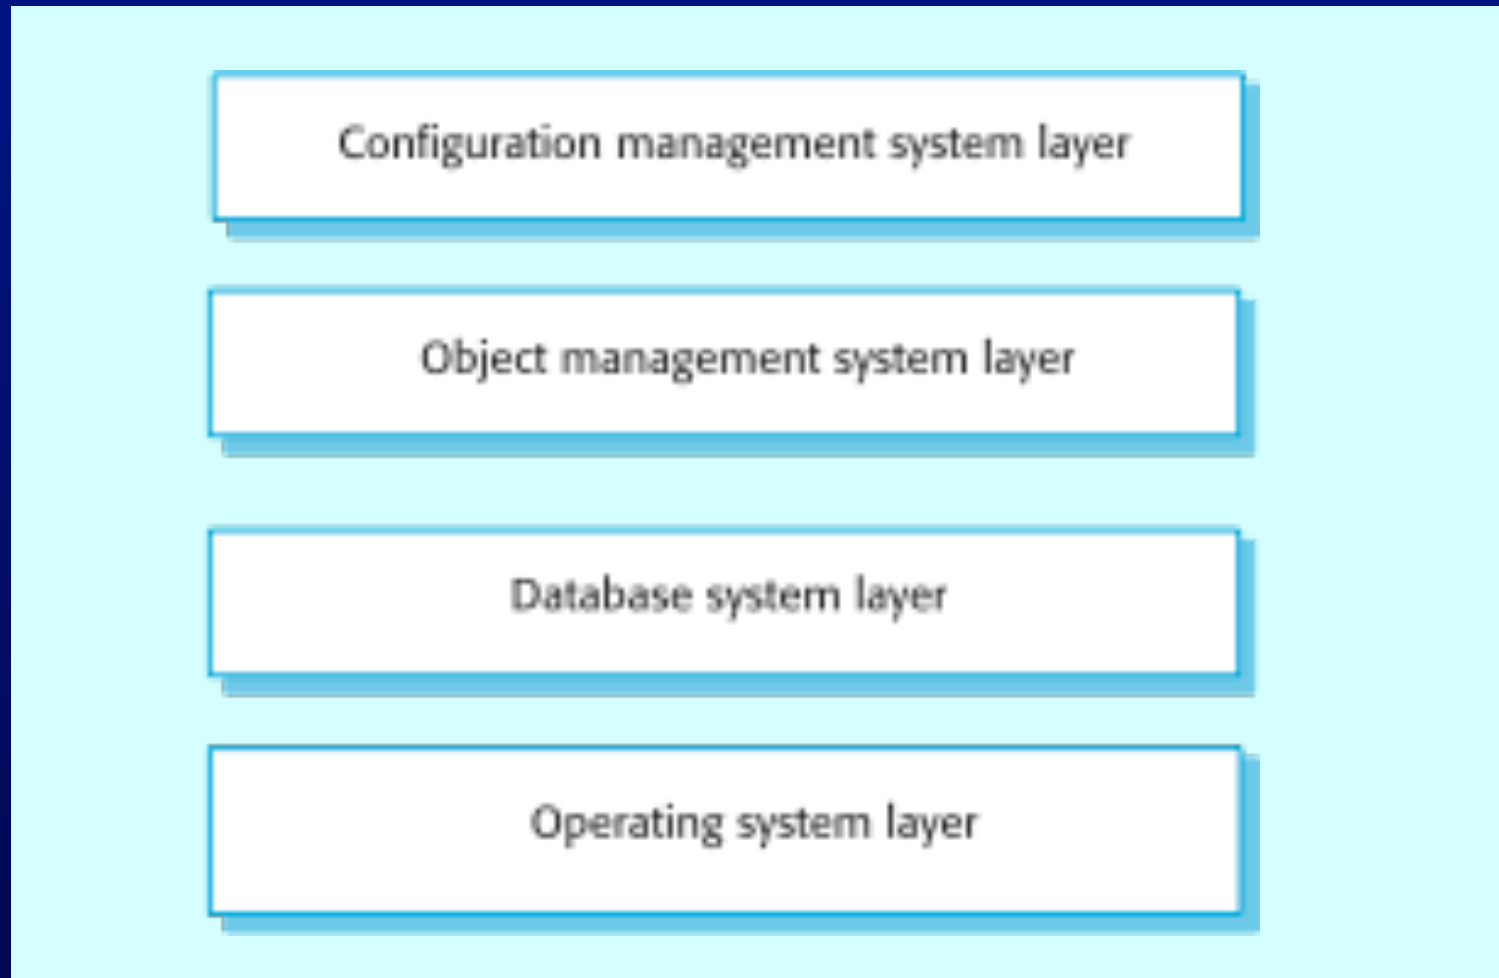 Configuration management system layer
Object management system layer
Database system layer
Operating system layer